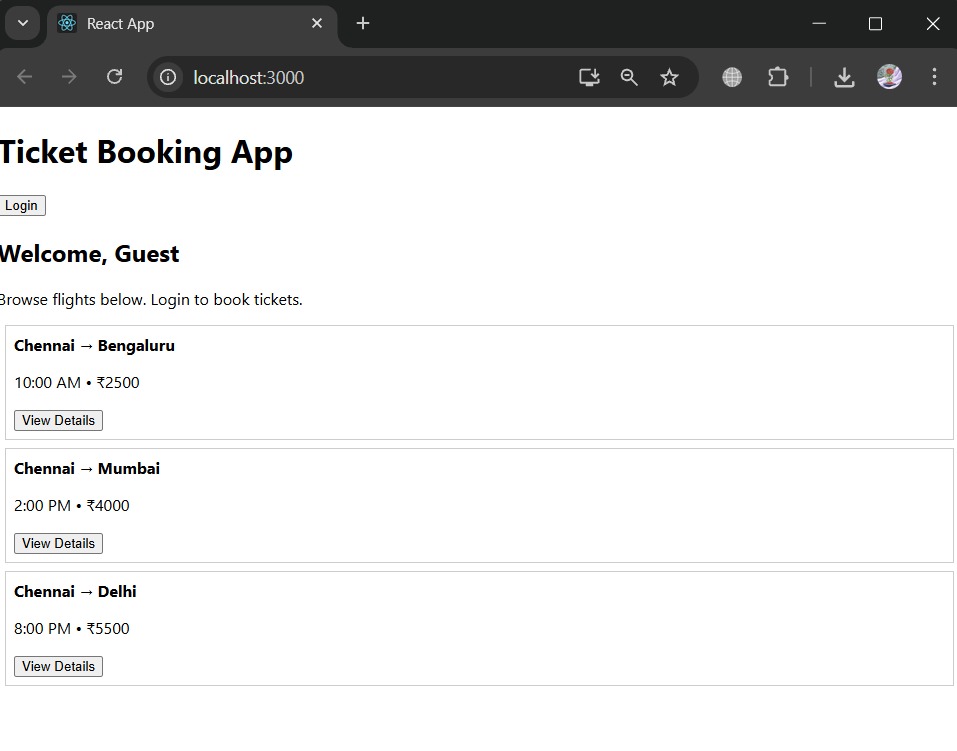 React App
localhost:3000
Ticket Booking App
Login
Welcome, Guest
Browse flights below. Login to book tickets.
Chennai → Bengaluru
10:00 AM • ₹2500
View Details
Chennai → Mumbai
2:00 PM • ₹4000
View Details
Chennai → Delhi
8:00 PM • ₹5500
View Details